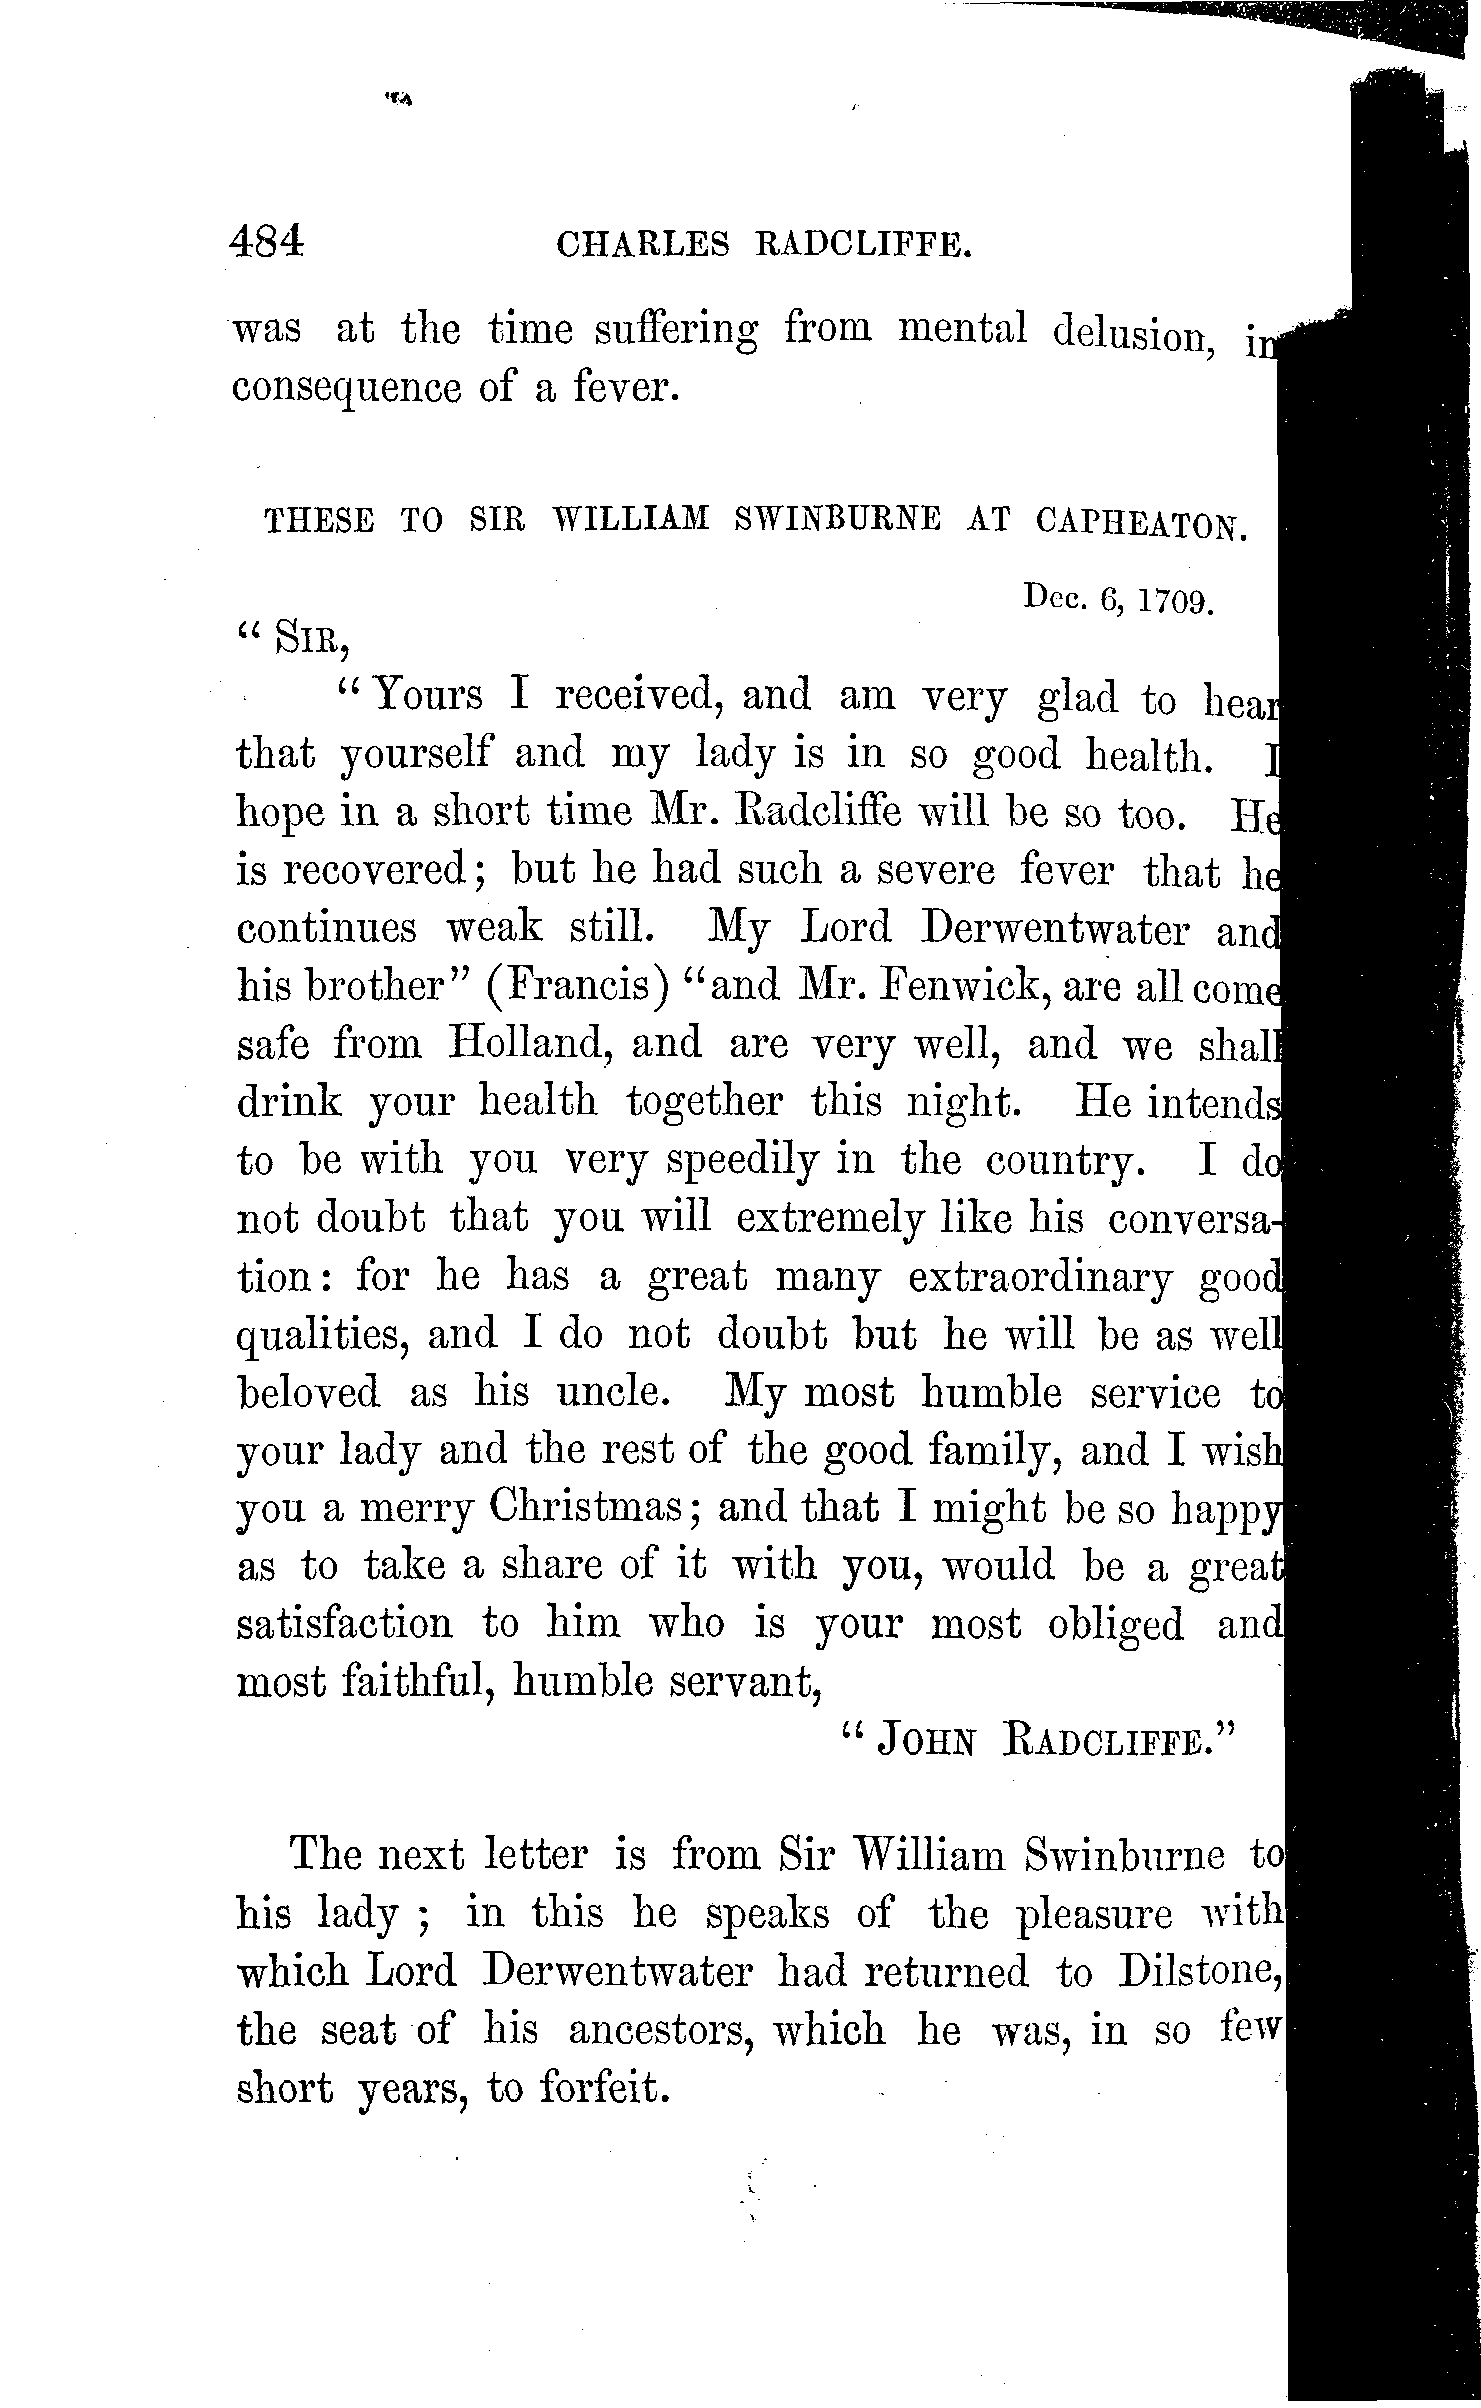 484 CHARLES RADCLIFFE.
was at the time suffering from mental delusion, in
consequence of a fever.
THESE TO SIR WILLIAM SWINBURNE AT CAPHEATON.
Dec. 6, 1709.
“ SIR,
“ Yours I received, and am very glad to hear
that yourself and my lady is in so good health. I
hope in a short time Mr. Radcliffe will be so too. He
is recovered; but he had such a severe fever that he
continues weak still. My Lord Derwentwater and
his brother” (Francis) “and Mr. Fenwick, are all come
safe from Holland, and are very well, and we shall
drink your health together this night. He intends
to be with you very speedily in the country. I do
not doubt that you will extremely like his conversa-
tion: for he has a great many extraordinary good
qualities, and I do not doubt but he will be as well
beloved as his uncle. My most humble service to
your lady and the rest of the good family, and I wish
you a merry Christmas; and that I might be so happy
as to take a share of it with you, would be a great
satisfaction to him who is your most obliged and
most faithful, humble servant,
“ JOHN RADCLIFFE.”
The next letter is from Sir William Swinburne to
his lady ; in this he speaks of the pleasure with
which Lord Derwentwater had returned to Dilstone,
the seat of his ancestors, which he was, in so few
short years, to forfeit.